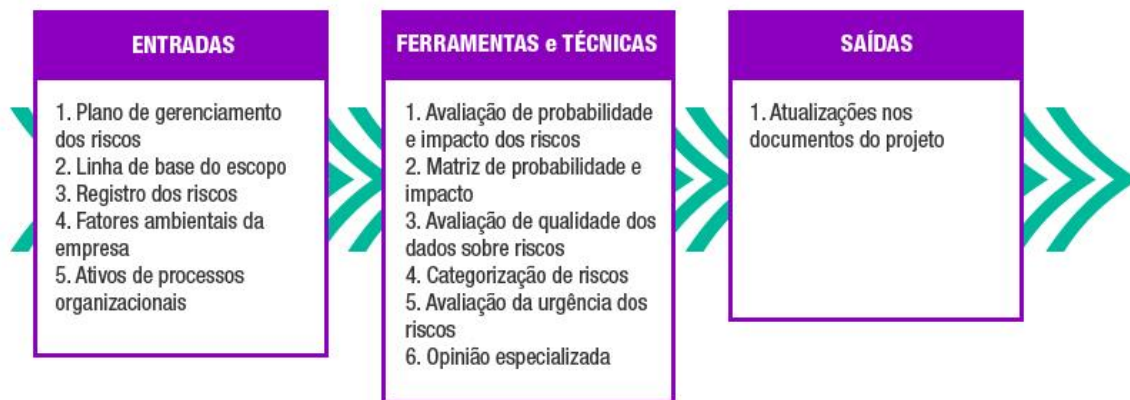 ENTRADAS
1. Plano de gerenciamento
dos riscos
2. Linha de base do escopo
3. Registro dos riscos
4. Fatores ambientais da
empresa
5. Ativos de processos
organizacionais
FERRAMENTAS e TÉCNICAS
1. Avaliação de probabilidade
e impacto dos riscos
2. Matriz de probabilidade e
impacto
3. Avaliação de qualidade dos
dados sobre riscos
4. Categorização de riscos
5. Avaliação da urgência dos
riscos
6. Opinião especializada
SAÍDAS
1. Atualizações nos
documentos do projeto